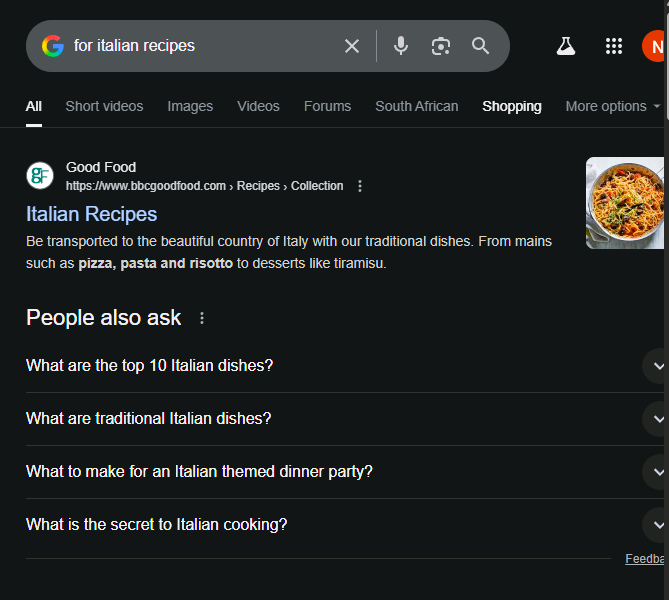 for italian recipes
N
All Short videos Images Videos Forums South African Shopping More options
gf
Good Food
https://www.bbcgoodfood.com › Recipes › Collection
Italian Recipes
Be transported to the beautiful country of Italy with our traditional dishes. From mains
such as pizza, pasta and risotto to desserts like tiramisu.
People also ask
What are the top 10 Italian dishes?
What are traditional Italian dishes?
What to make for an Italian themed dinner party?
What is the secret to Italian cooking?
Feedba